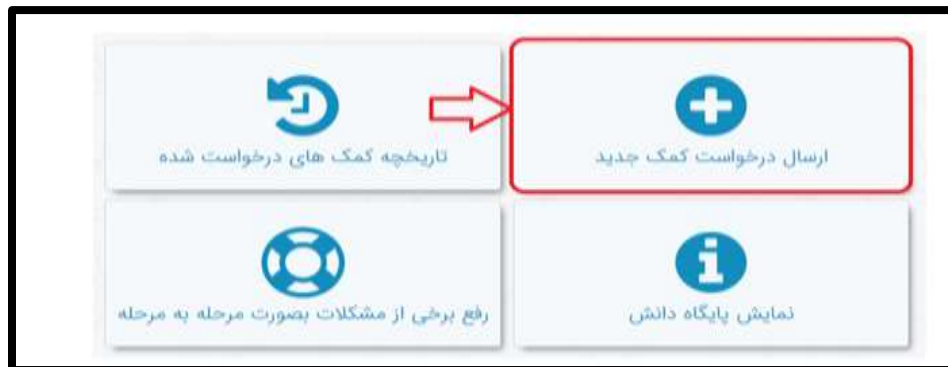 ارسال درخواست کمک جدید
تاریخچه کمک های درخواست شده
نمایش پایگاه دانش
رفع برخی از مشکلات بصورت مرحله به مرحله